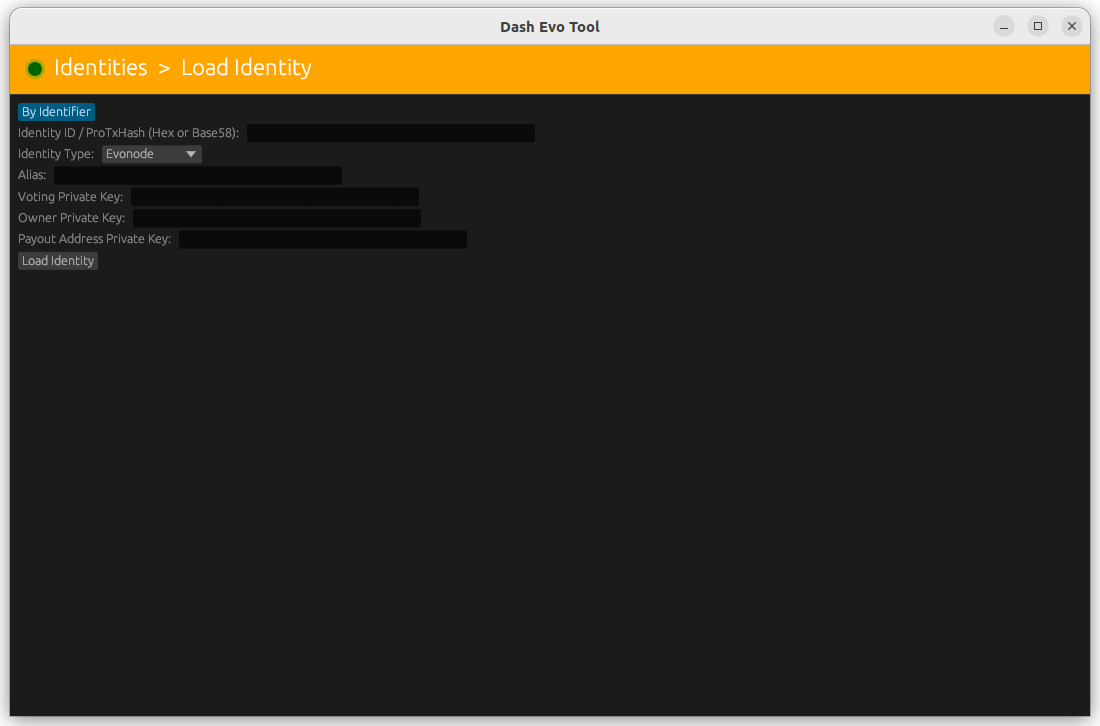 Dash Evo Tool
Identities > Load Identity
By Identifier
Identity ID / ProTxHash (Hex or Base58):
Identity Type: Evonode
Alias:
Voting Private Key:
Owner Private Key:
Payout Address Private Key:
Load Identity